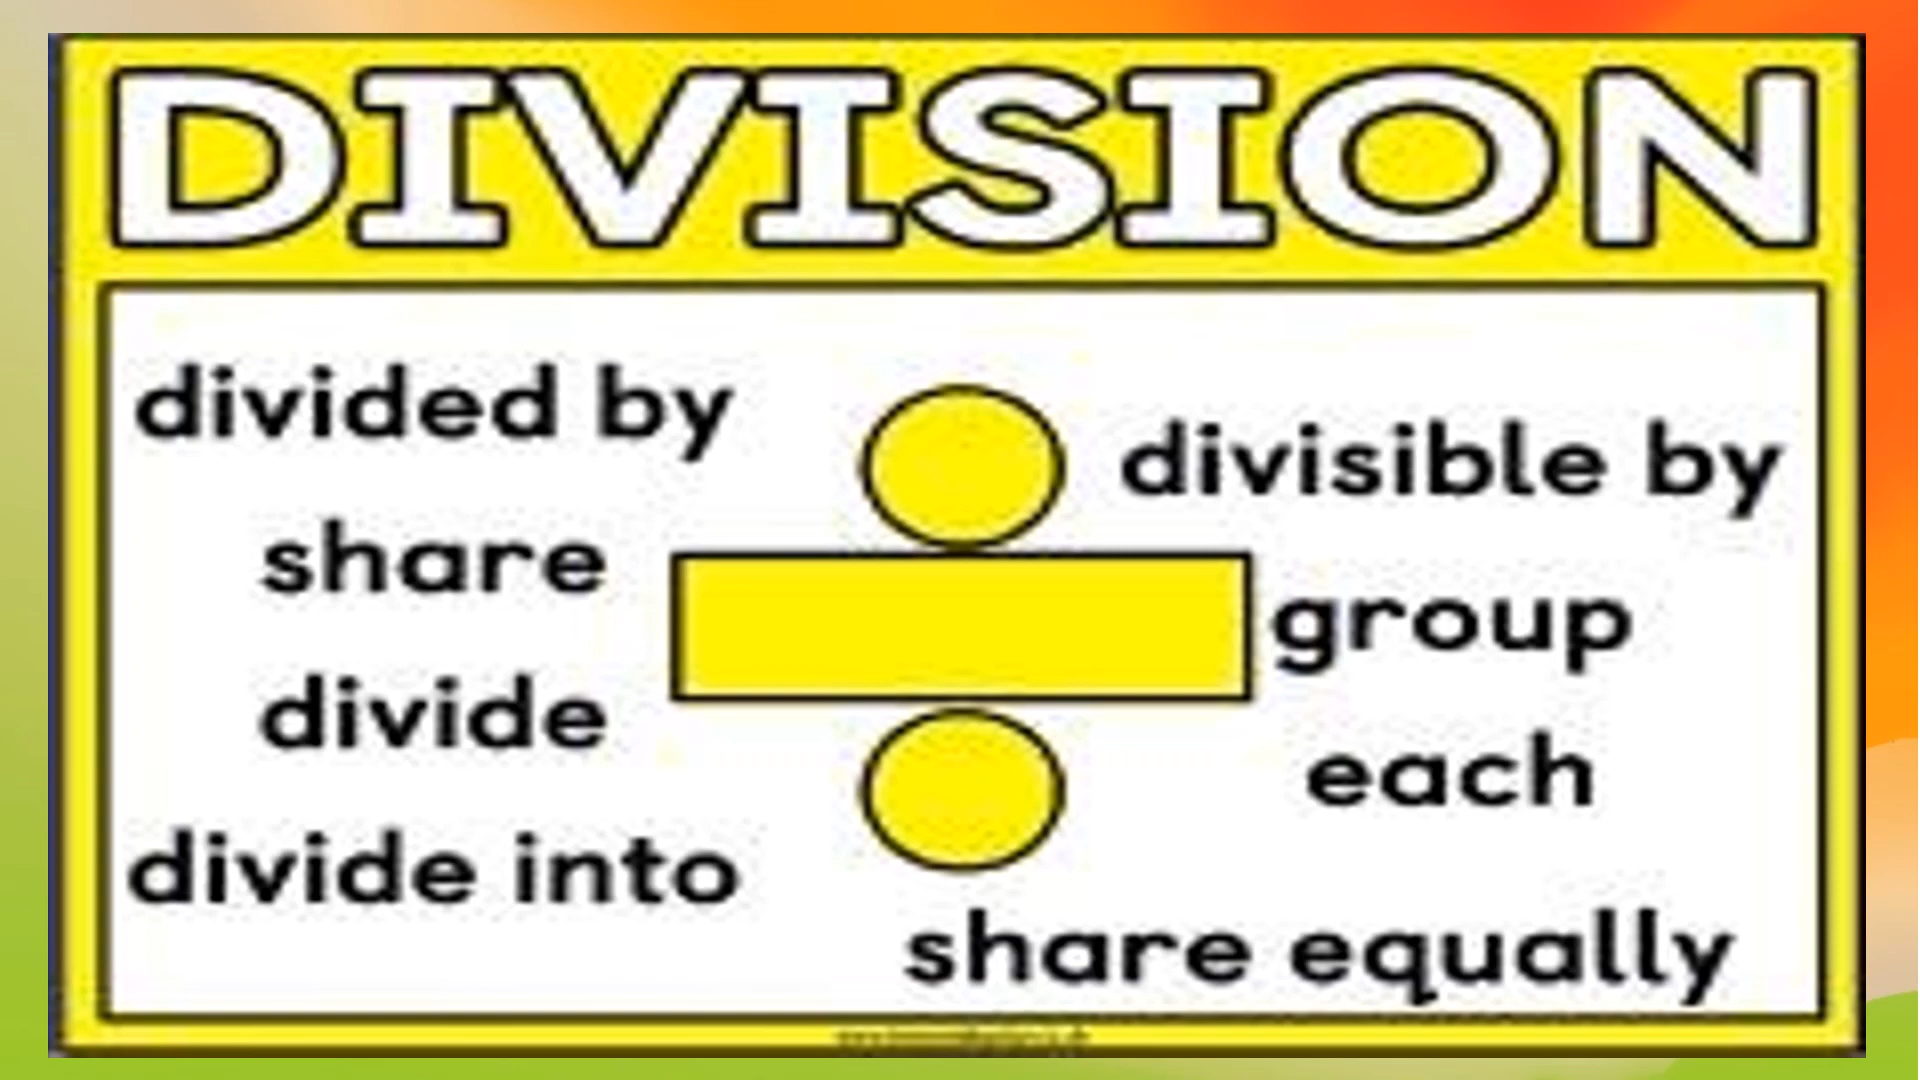 DIVISION
divided by
share
divide
divide into
divisible by
group
each
share equally